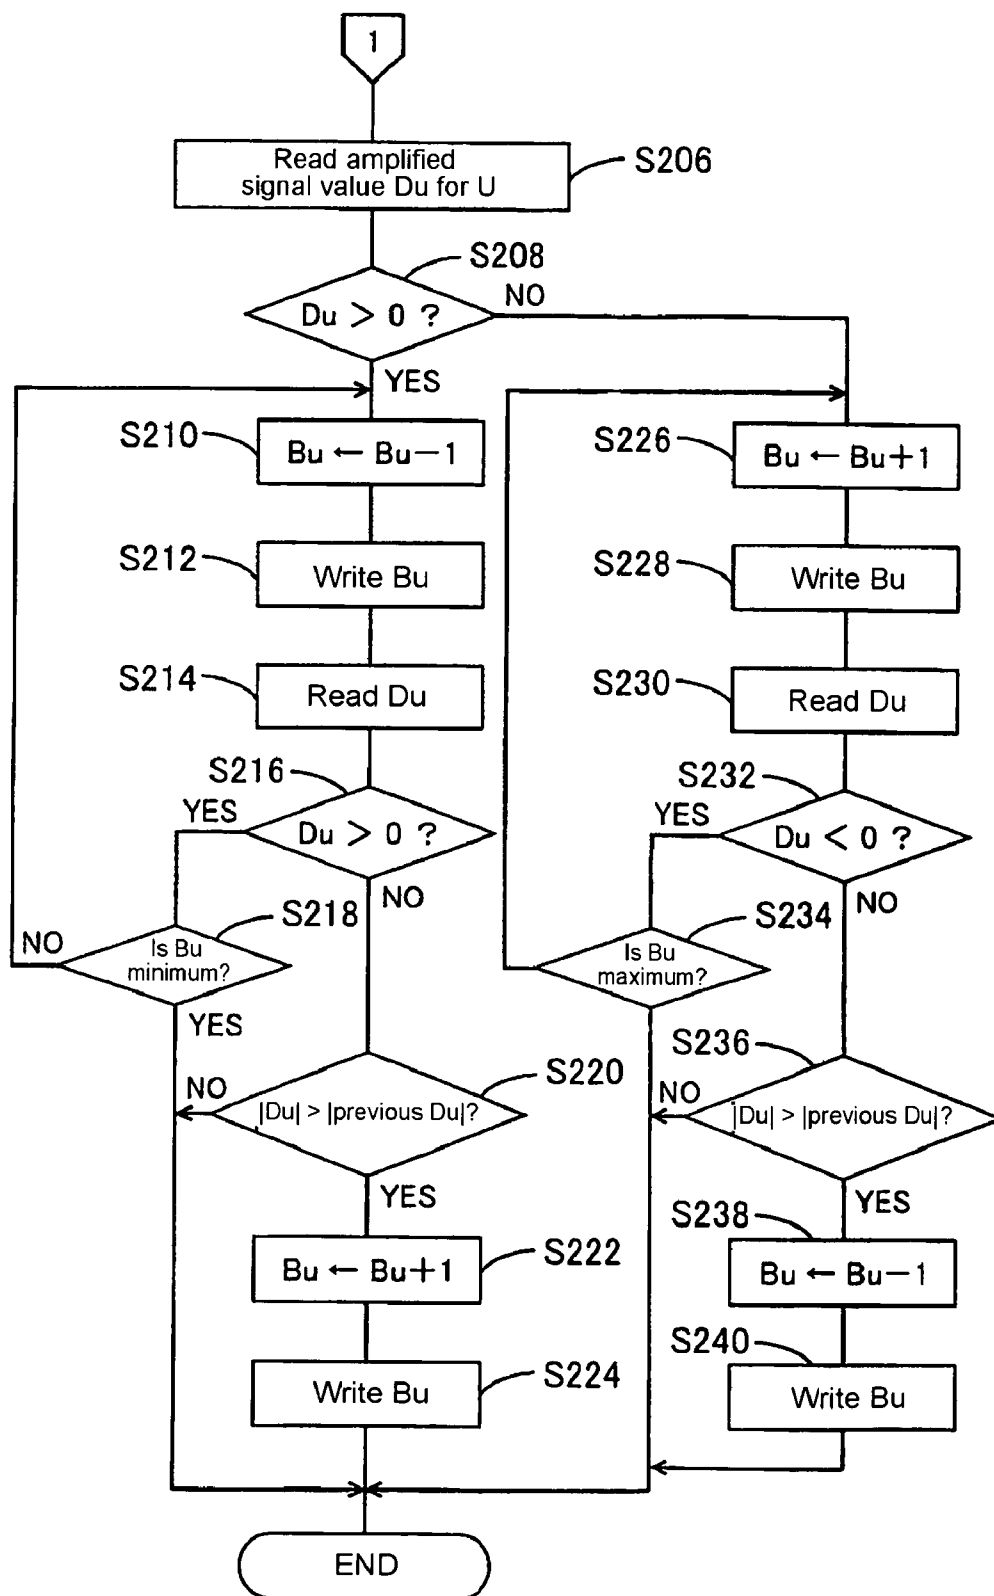 1
Read amplified
signal value Du for U
S206
S208
Du > 0 ?
NO
YES
S210
Bu ← Bu−1
S212
Write Bu
S214
Read Du
S216
YES
Du > 0 ?
NO
S218
NO
Is Bu
minimum?
YES
S220
NO
|Du| > |previous Du|?
YES
Bu ← Bu+1
S222
Write Bu
S224
S226
Bu ← Bu+1
S228
Write Bu
S230
Read Du
S232
YES
Du < 0 ?
NO
S234
Is Bu
maximum?
S236
NO
|Du| > |previous Du|?
YES
S238
Bu ← Bu−1
S240
Write Bu
END